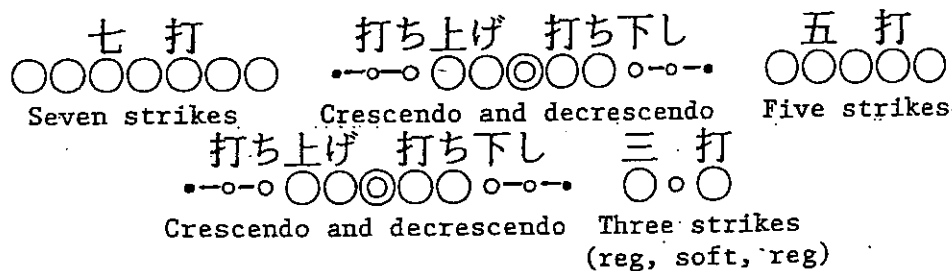 七 打 打ち上げ 打ち下し 五 打
Seven strikes Crescendo and decrescendo Five strikes
打ち上げ 打ち下し 三 打
Crescendo and decrescendo Three strikes
(reg, soft, reg)